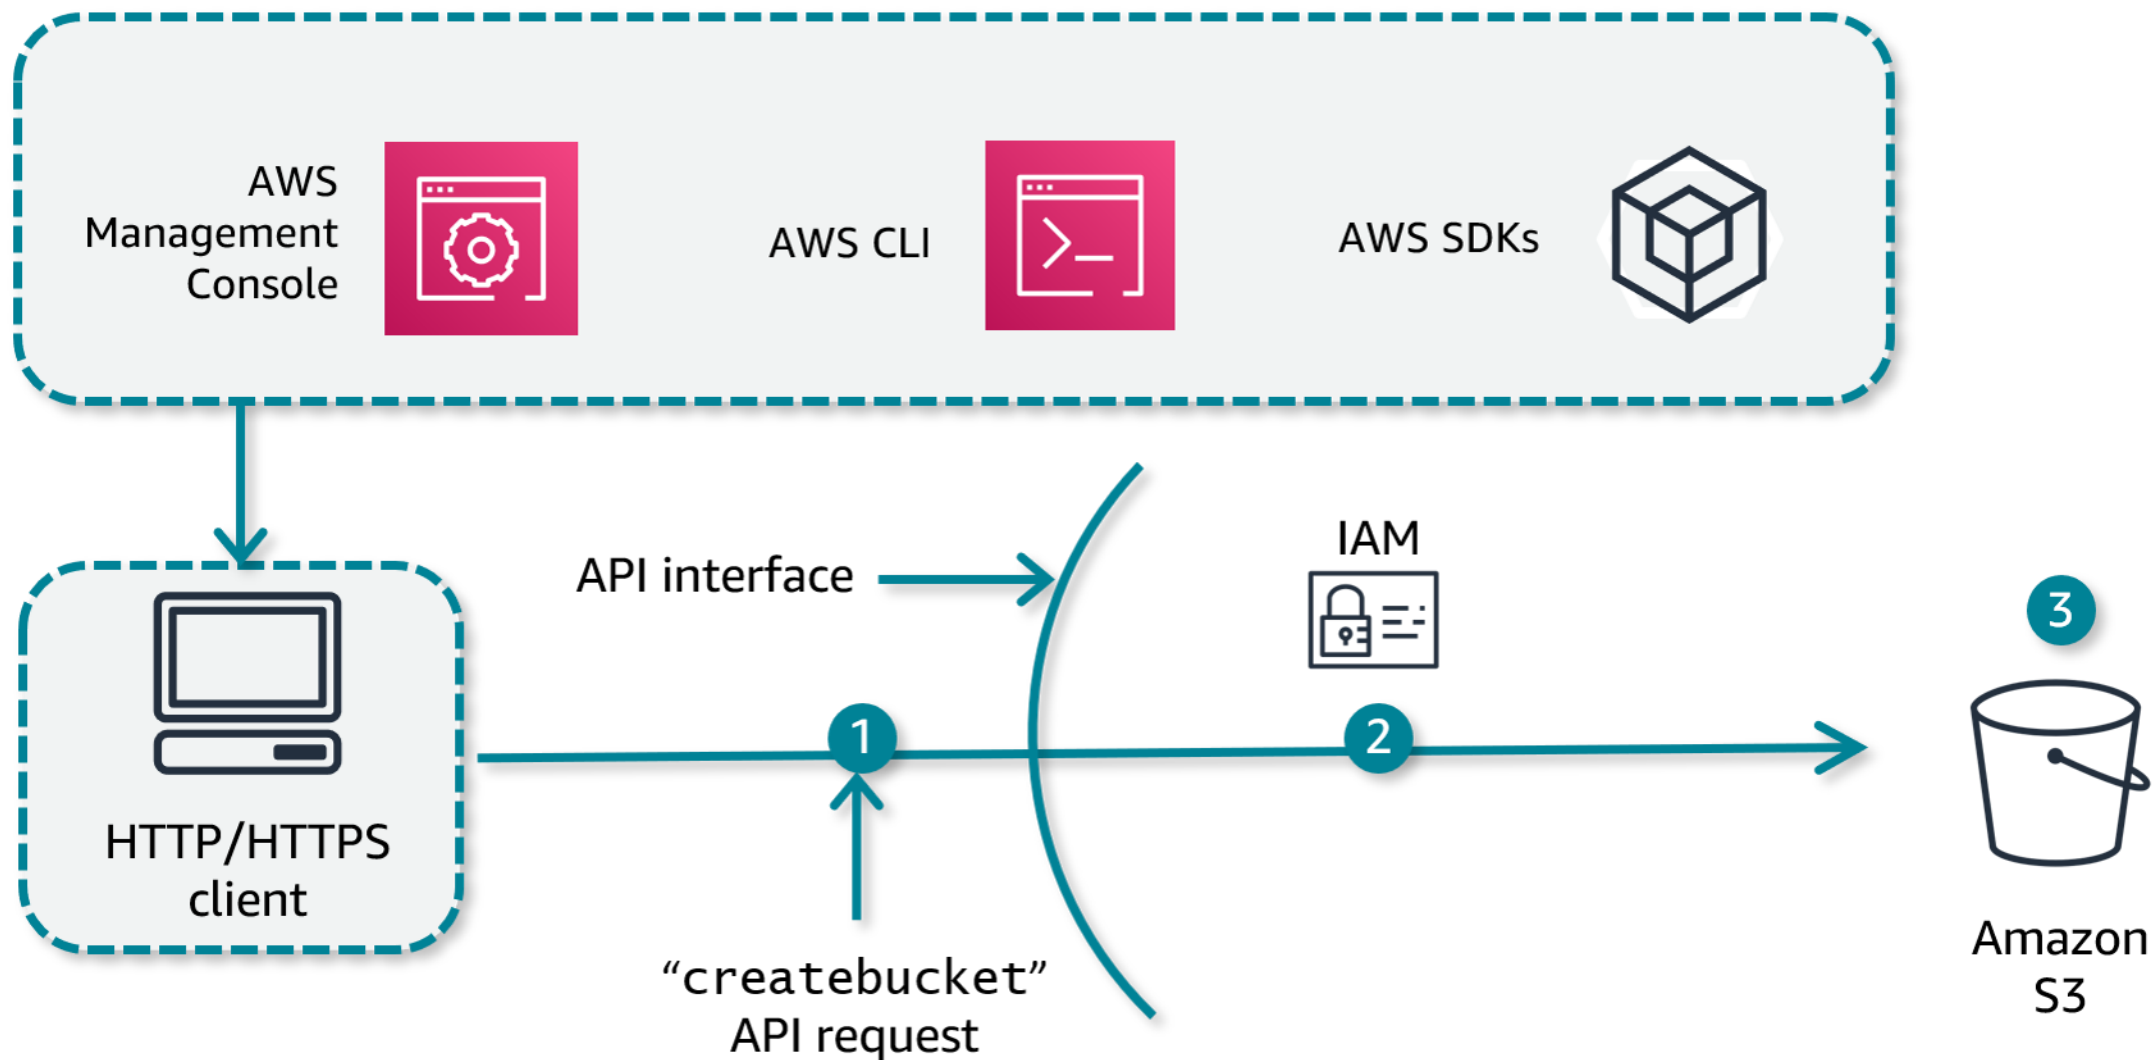 AWS
Management
Console
AWS CLI
AWS SDKs
API interface
IAM
3
1
2
HTTP/HTTPS
client
“createbucket”
API request
Amazon
S3